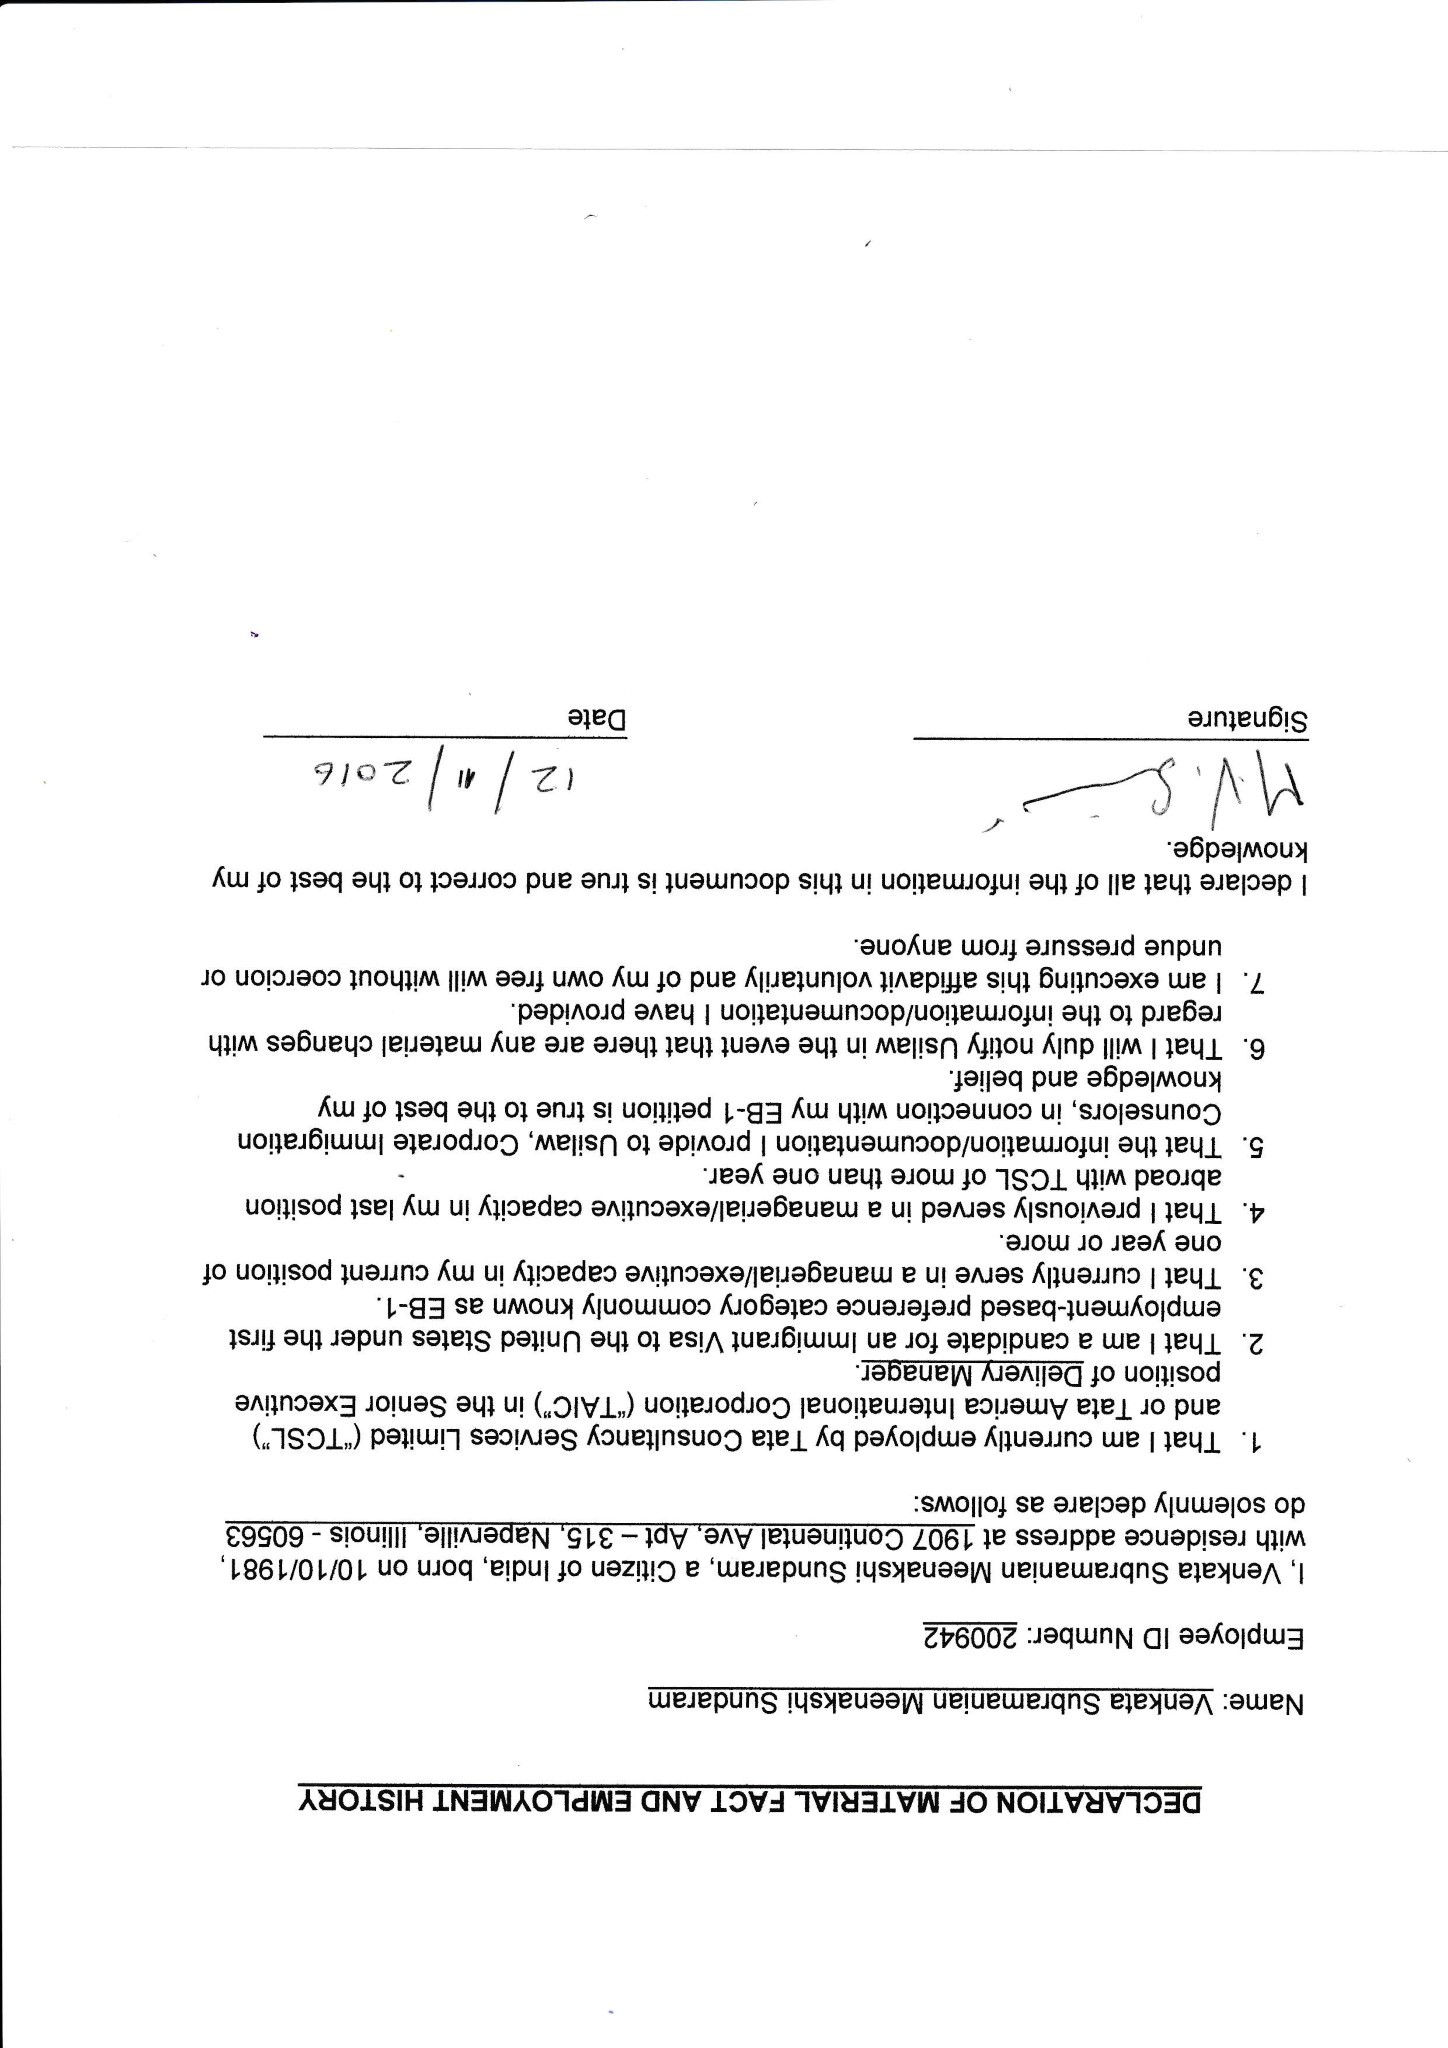 DECLARATION OF MATERIAL FACT AND EMPLOYMENT HISTORY
Name: Venkata Subramanian Meenakshi Sundaram
Employee ID Number: 200942
I, Venkata Subramanian Meenakshi Sundaram, a Citizen of India, born on 10/10/1981,
with residence address at 1907 Continental Ave, Apt – 315, Naperville, Illinois - 60563
do solemnly declare as follows:
1. That I am currently employed by Tata Consultancy Services Limited (“TCSL”)
and or Tata America International Corporation (“TAIC”) in the Senior Executive
position of Delivery Manager.
2. That I am a candidate for an Immigrant Visa to the United States under the first
employment-based preference category commonly known as EB-1.
3. That I currently serve in a managerial/executive capacity in my current position of
one year or more.
4. That I previously served in a managerial/executive capacity in my last position
abroad with TCSL of more than one year.
5. That the information/documentation I provide to Usilaw, Corporate Immigration
Counselors, in connection with my EB-1 petition is true to the best of my
knowledge and belief.
6. That I will duly notify Usilaw in the event that there are any material changes with
regard to the information/documentation I have provided.
7. I am executing this affidavit voluntarily and of my own free will without coercion or
undue pressure from anyone.
I declare that all of the information in this document is true and correct to the best of my
knowledge.
M.V. 12/11/2016
Signature Date